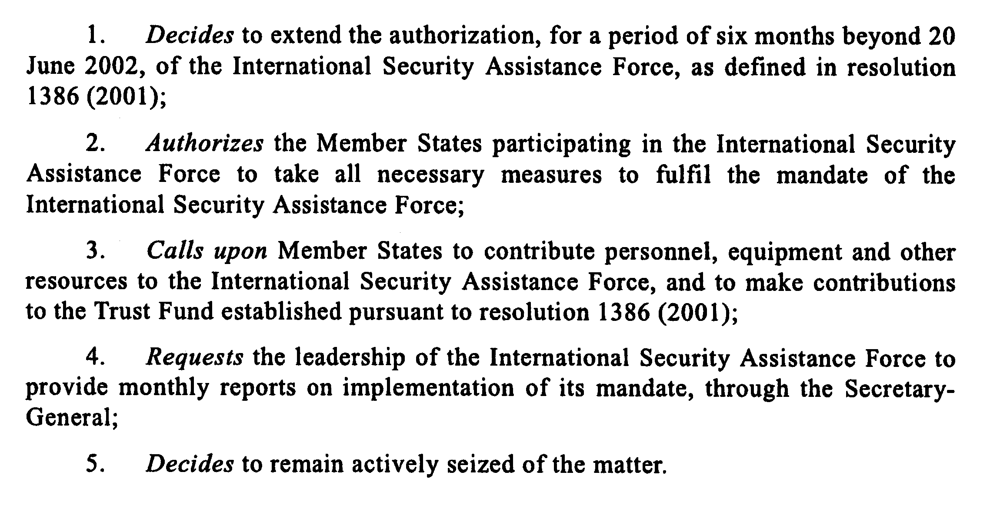 1. Decides to extend the authorization, for a period of six months beyond 20
June 2002, of the International Security Assistance Force, as defined in resolution
1386 (2001);
2. Authorizes the Member States participating in the International Security
Assistance Force to take all necessary measures to fulfil the mandate of the
International Security Assistance Force;
3. Calls upon Member States to contribute personnel, equipment and other
resources to the International Security Assistance Force, and to make contributions
to the Trust Fund established pursuant to resolution 1386 (2001);
4. Requests the leadership of the International Security Assistance Force to
provide monthly reports on implementation of its mandate, through the Secretary-
General;
5. Decides to remain actively seized of the matter.